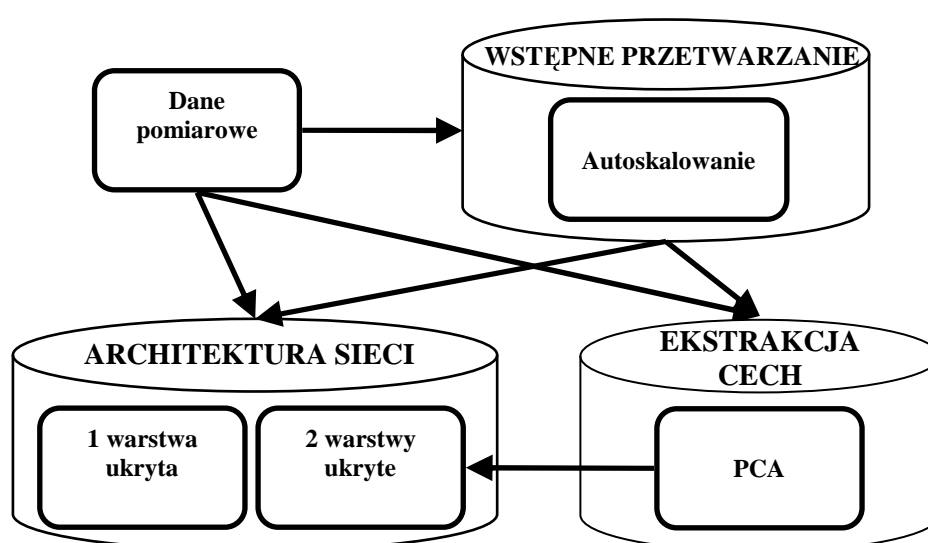 WSTĘPNE PRZETWARZANIE
Dane
pomiarowe
Autoskalowanie
ARCHITEKTURA SIECI
EKSTRAKCJA
CECH
1 warstwa
ukryta
2 warstwy
ukryte
PCA